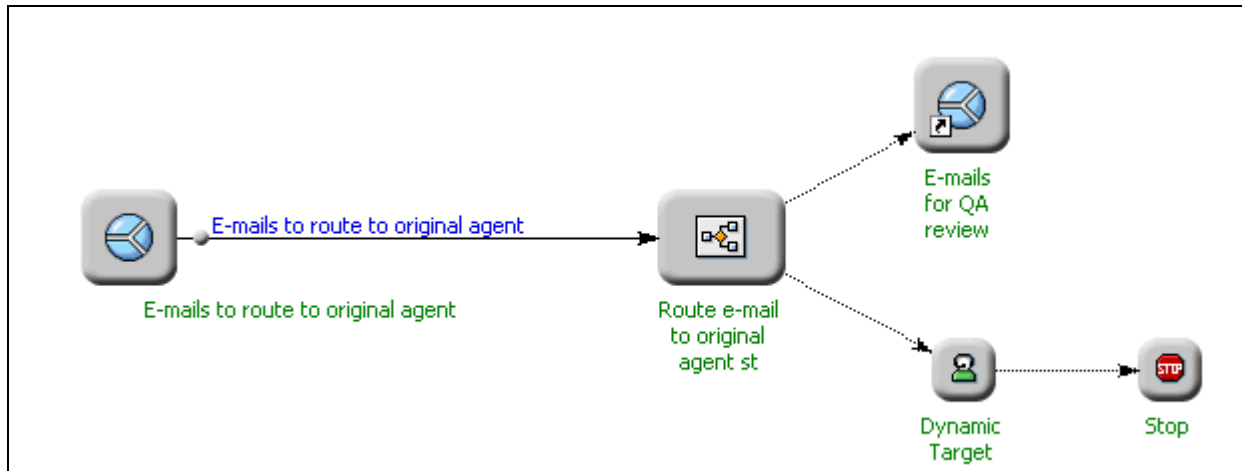 E-mails to route to original agent
E-mails to route to original agent
Route e-mail
to original
agent st
E-mails
for QA
review
Dynamic
Target
STOP
Stop